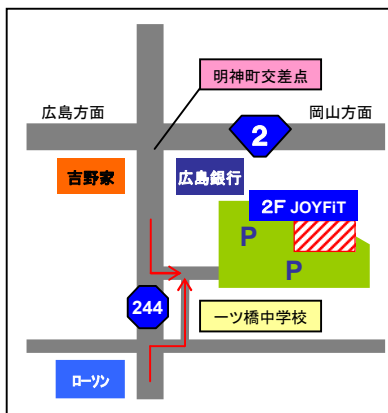 明神町交差点
広島方面
岡山方面
2
吉野家
広島銀行
2F JOYFiT
P
P
244
一ツ橋中学校
ローソン